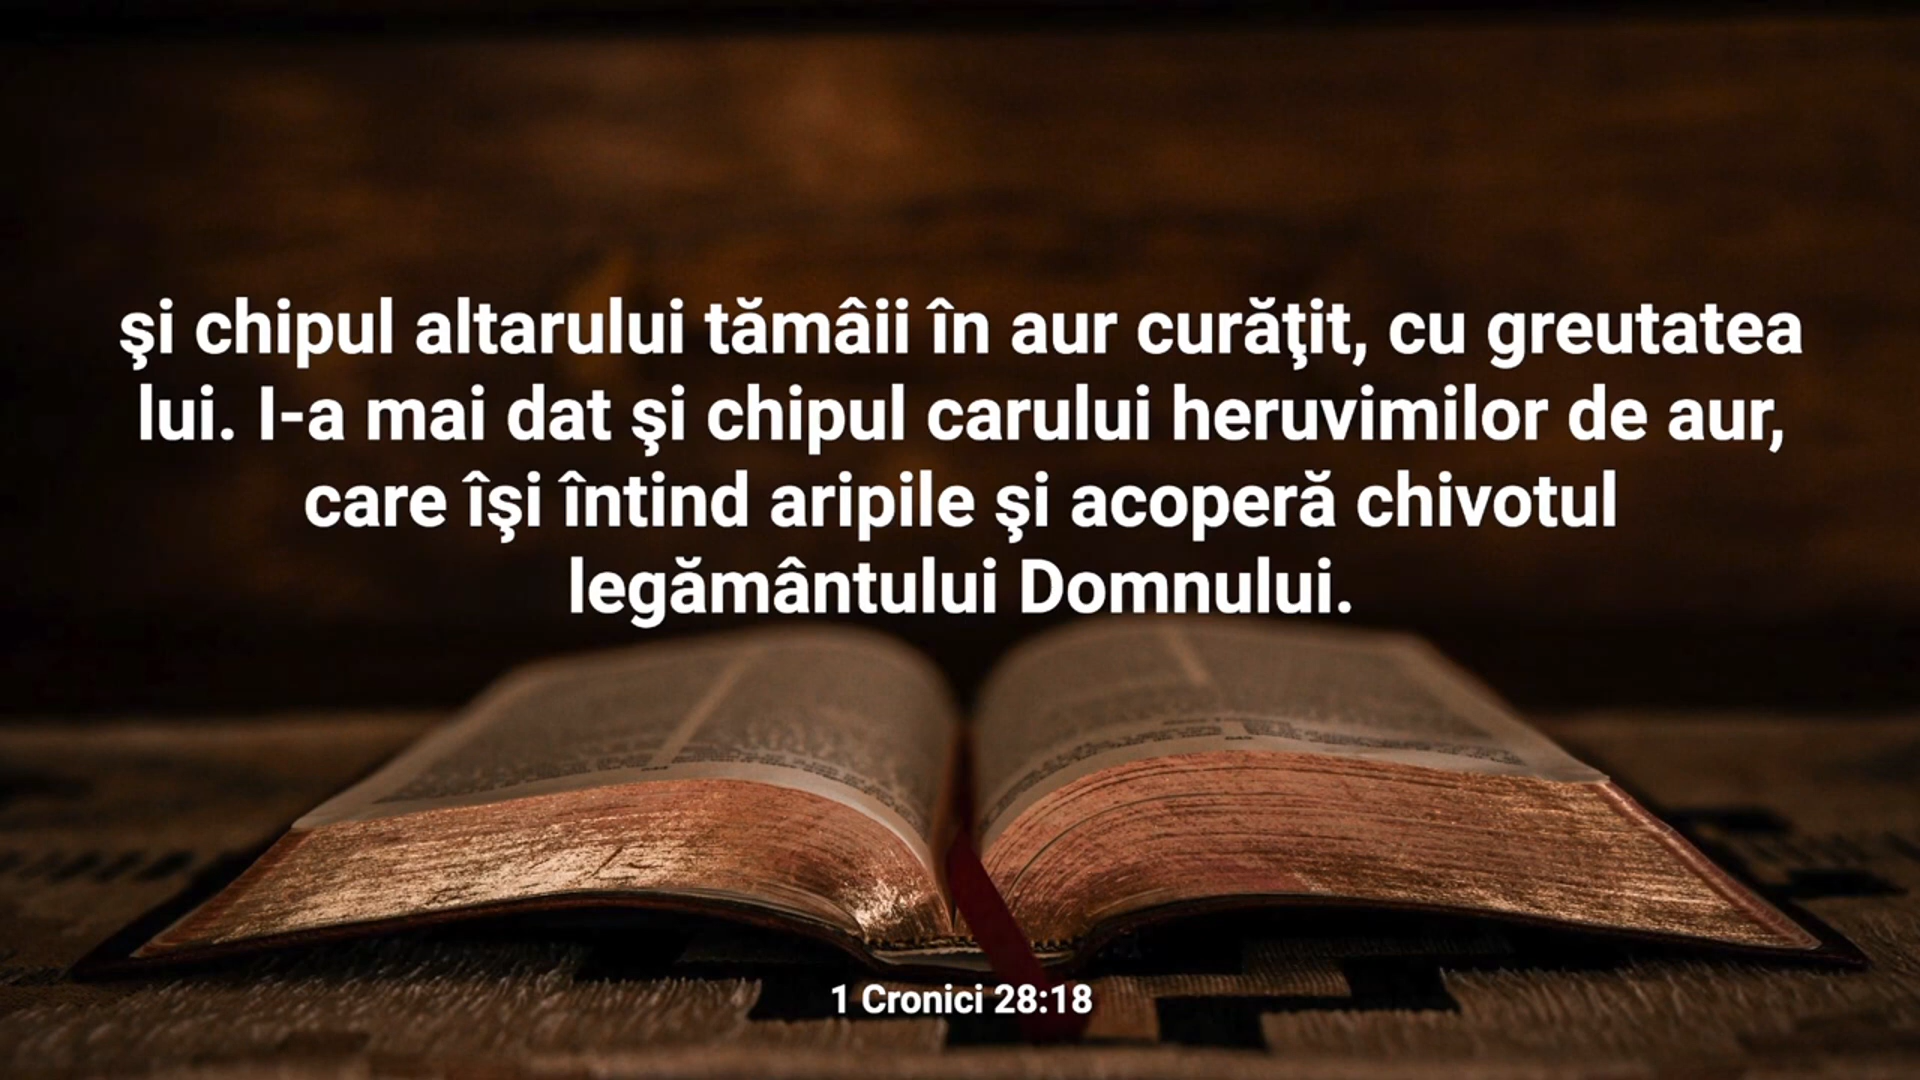 şi chipul altarului tămâii în aur curăţit, cu greutatea
lui. I-a mai dat şi chipul carului heruvimilor de aur,
care îşi întind aripile şi acoperă chivotul
legământului Domnului.
1 Cronici 28:18